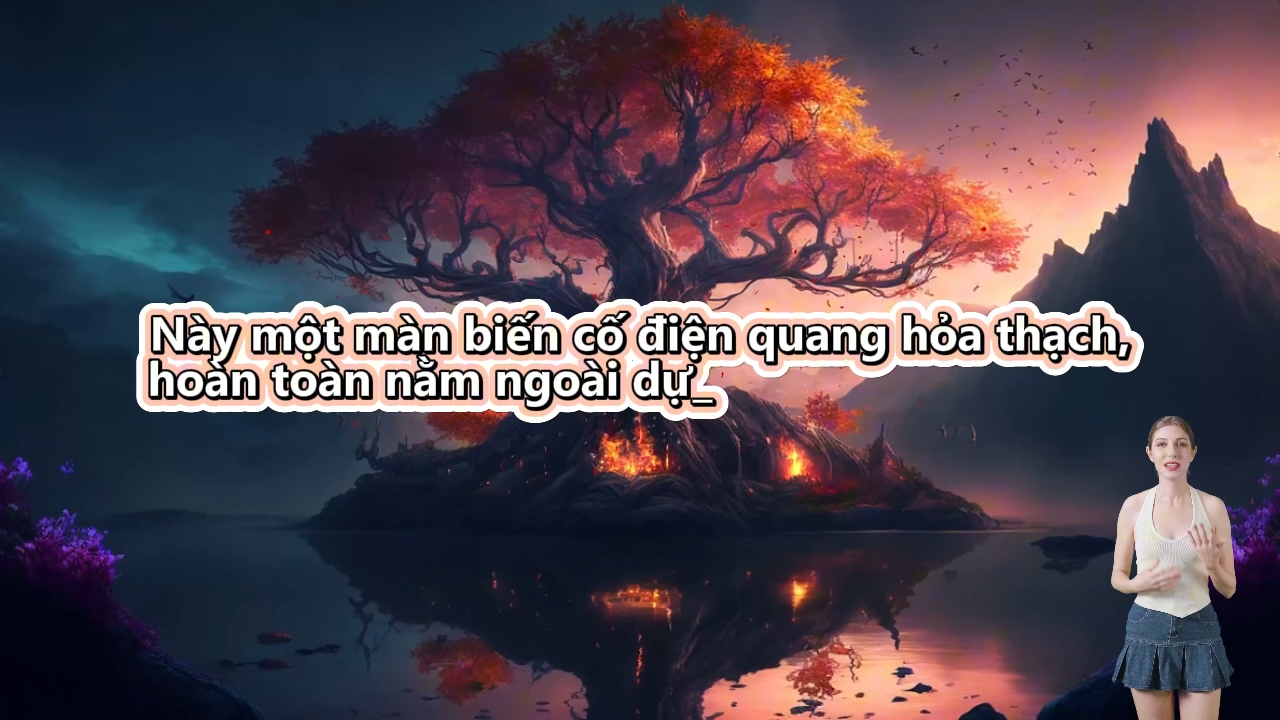 Này một màn biến cố điện quang hỏa thạch,
hoàn toàn nằm ngoài dự_